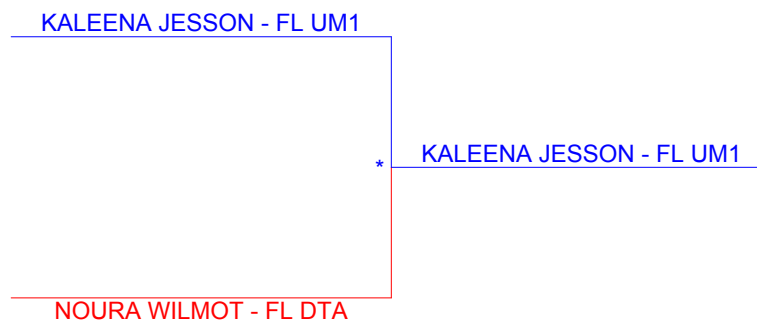 KALEENA JESSON - FL UM1
* KALEENA JESSON - FL UM1
NOURA WILMOT - FL DTA